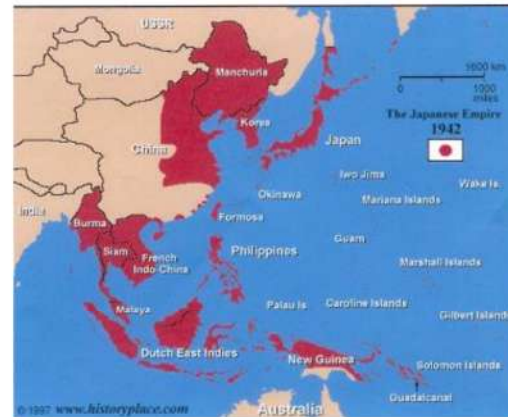 USSR
Mongolia
Manchuria
1600 km
0
1000
miles
The Japanese Empire
1942
Korea
China
Japan
Iwo Jima
Wake Is.
India
Okinawa
Mariana Islands
Burma
Formosa
Siam
French
Indo-China
Philippines
Guam
Marshall Islands
Malaya
Palau Is.
Caroline Islands
Gilbert Islands
Dutch East Indies
New Guinea
Solomon Islands
Guadalcanal
© 1997 www.historyplace.com
Australia